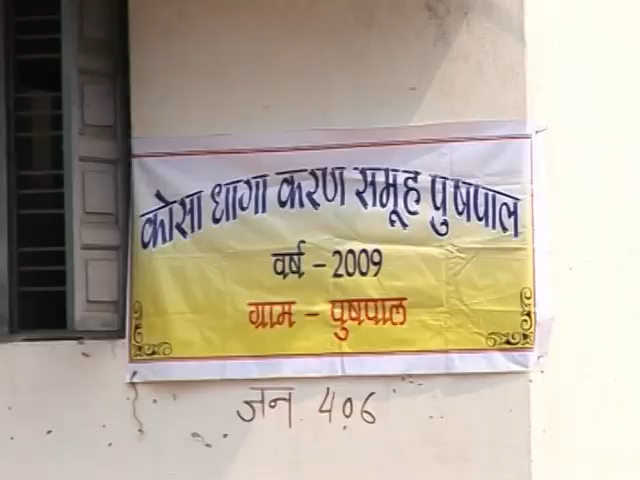 कोसा धागा करण समूह पुषपाल
वर्ष - 2009
ग्राम - पुषपाल
जन 406